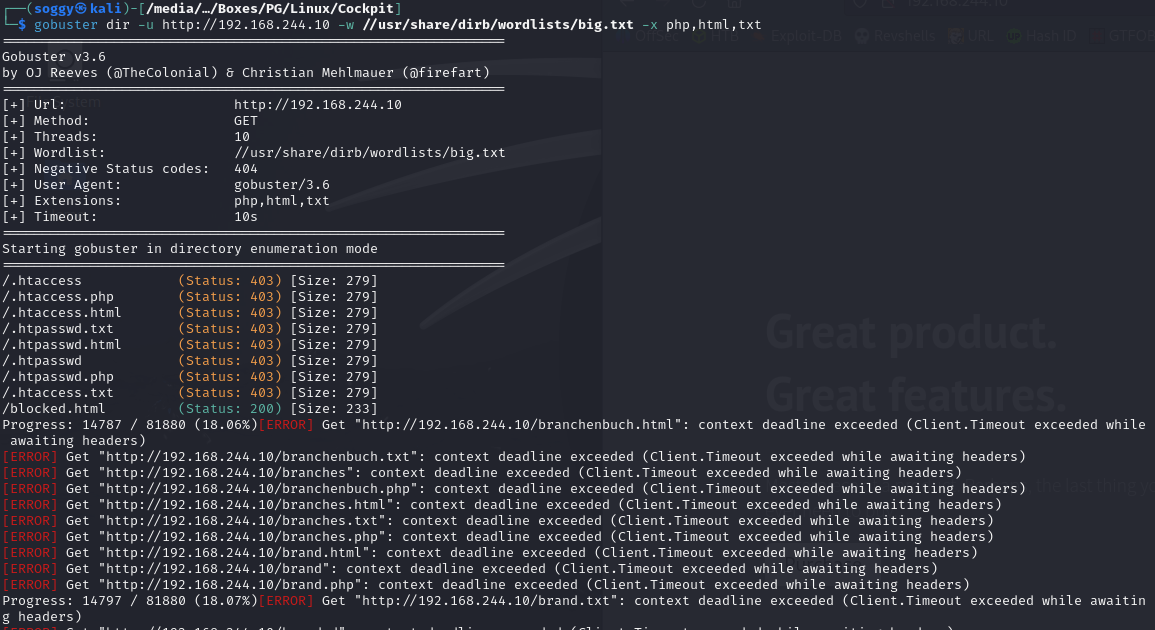 ┌──(soggy㉿kali)-[/media/…/Boxes/PG/Linux/Cockpit]
└─$ gobuster dir -u http://192.168.244.10 -w //usr/share/dirb/wordlists/big.txt -x php,html,txt
Exploit-DB Revshells URL Hash ID GTFOB
Gobuster v3.6
by OJ Reeves (@TheColonial) & Christian Mehlmauer (@firefart)
[+] Url: http://192.168.244.10
[+] Method: GET
[+] Threads: 10
[+] Wordlist: //usr/share/dirb/wordlists/big.txt
[+] Negative Status codes: 404
[+] User Agent: gobuster/3.6
[+] Extensions: php,html,txt
[+] Timeout: 10s
Starting gobuster in directory enumeration mode
/.htaccess (Status: 403) [Size: 279]
/.htaccess.php (Status: 403) [Size: 279]
/.htaccess.html (Status: 403) [Size: 279]
/.htpasswd.txt (Status: 403) [Size: 279]
/.htpasswd.html (Status: 403) [Size: 279]
/.htpasswd (Status: 403) [Size: 279]
/.htpasswd.php (Status: 403) [Size: 279]
/.htaccess.txt (Status: 403) [Size: 279]
/blocked.html (Status: 200) [Size: 233]
Great product.
Great features.
Progress: 14787 / 81880 (18.06%)[ERROR] Get "http://192.168.244.10/branchenbuch.html": context deadline exceeded (Client.Timeout exceeded while
awaiting headers)
[ERROR] Get "http://192.168.244.10/branchenbuch.txt": context deadline exceeded (Client.Timeout exceeded while awaiting headers)
[ERROR] Get "http://192.168.244.10/branches": context deadline exceeded (Client.Timeout exceeded while awaiting headers)
[ERROR] Get "http://192.168.244.10/branchenbuch.php": context deadline exceeded (Client.Timeout exceeded while awaiting headers)
the last thing
[ERROR] Get "http://192.168.244.10/branches.html": context deadline exceeded (Client.Timeout exceeded while awaiting headers)
[ERROR] Get "http://192.168.244.10/branches.txt": context deadline exceeded (Client.Timeout exceeded while awaiting headers)
[ERROR] Get "http://192.168.244.10/branches.php": context deadline exceeded (Client.Timeout exceeded while awaiting headers)
[ERROR] Get "http://192.168.244.10/brand.html": context deadline exceeded (Client.Timeout exceeded while awaiting headers)
[ERROR] Get "http://192.168.244.10/brand": context deadline exceeded (Client.Timeout exceeded while awaiting headers)
[ERROR] Get "http://192.168.244.10/brand.php": context deadline exceeded (Client.Timeout exceeded while awaiting headers)
Progress: 14797 / 81880 (18.07%)[ERROR] Get "http://192.168.244.10/brand.txt": context deadline exceeded (Client.Timeout exceeded while awaitin
g headers)